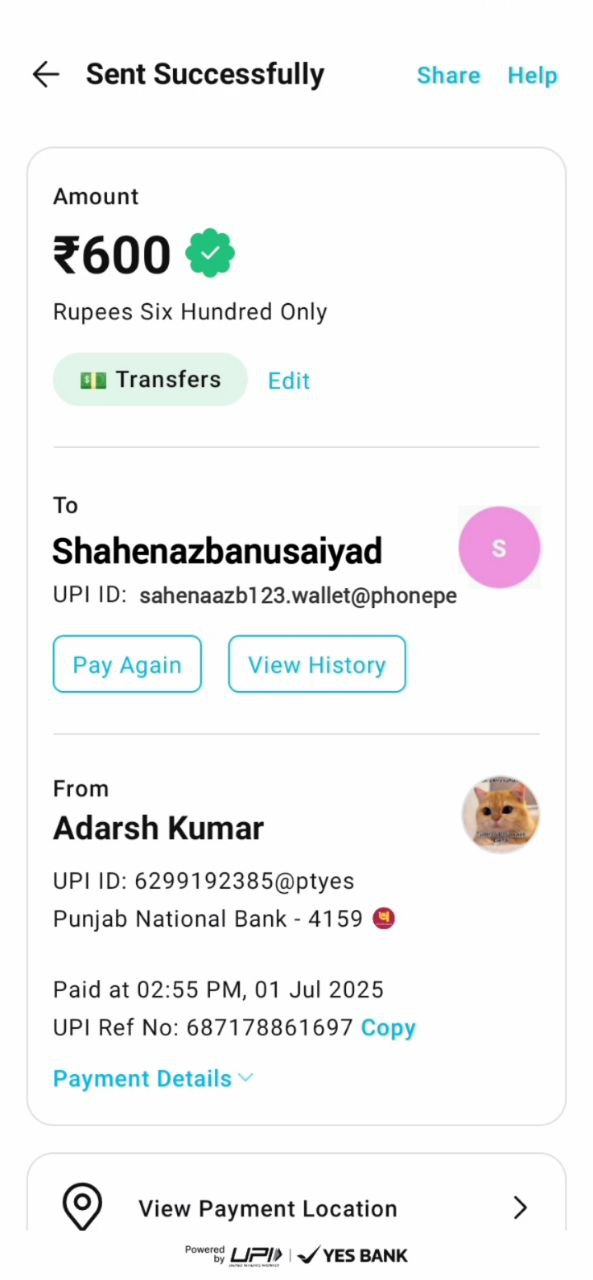 Sent Successfully Share Help
Amount
₹600
Rupees Six Hundred Only
Transfers Edit
To
Shahenazbanusaiyad
S
UPI ID: sahenaazb123.wallet@phonepe
Pay Again View History
From
Adarsh Kumar
UPI ID: 6299192385@ptyes
Punjab National Bank - 4159
Paid at 02:55 PM, 01 Jul 2025
UPI Ref No: 687178861697 Copy
Payment Details
View Payment Location
Powered by UPI | YES BANK